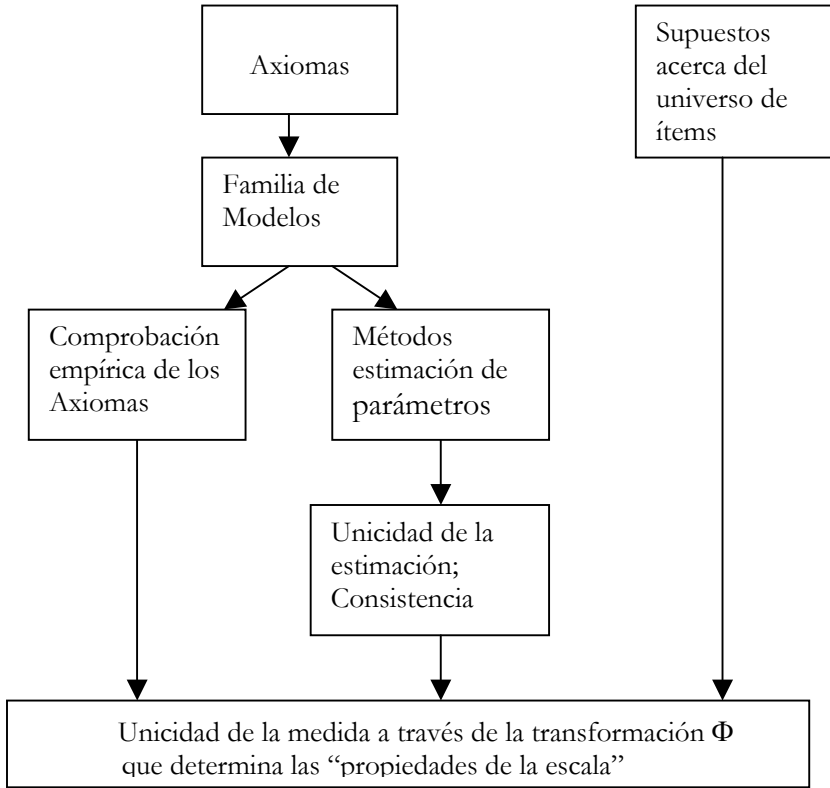 Axiomas
Supuestos
acerca del
universo de
ítems
Familia de
Modelos
Comprobación
empírica de los
Axiomas
Métodos
estimación de
parámetros
Unicidad de la
estimación;
Consistencia
Unicidad de la medida a través de la transformación Φ
que determina las “propiedades de la escala”